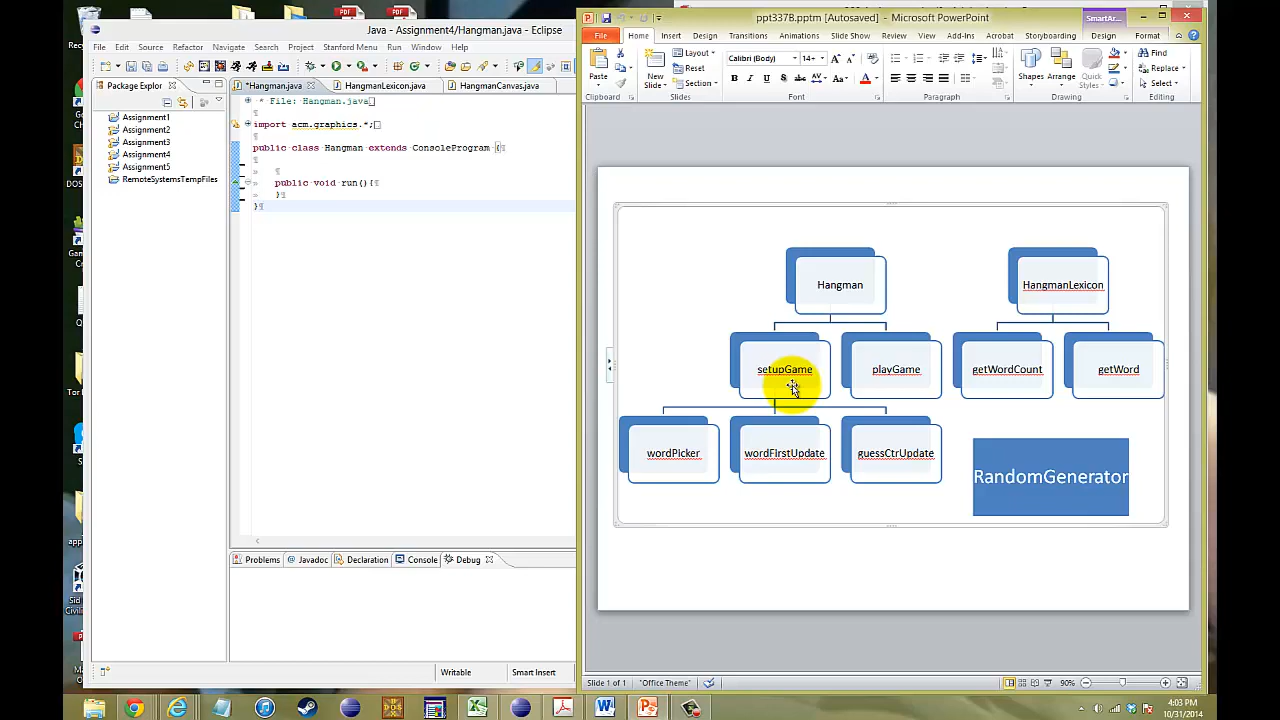 Java - Assignment4/Hangman.java - Eclipse
File Edit Source Refactor Navigate Search Project Stanford Menu Run Window Help
Package Explor
Assignment1
Assignment2
Assignment3
Assignment4
Assignment5
RemoteSystemsTempFiles
*Hangman.java
HangmanLexicon.java
HangmanCanvas.java
* File: Hangman.java
import acm.graphics.*;
public class Hangman extends ConsoleProgram {
public void run(){
}
}
Problems
Javadoc
Declaration
Console
Debug
Writable
Smart Insert
ppt3378.pptm [Autosaved] - Microsoft PowerPoint
SmartAr...
File Home Insert Design Transitions Animations Slide Show Review View Add-Ins Acrobat Storyboarding Design Format
Paste
Clipboard
New
Slide
Layout
Reset
Section
Slides
Calibri (Body)
14+
Font
Paragraph
Shapes
Arrange
Quick
Styles
Drawing
Find
Replace
Select
Editing
Hangman
HangmanLexicon
setupGame
playGame
getWordCount
getWord
wordPicker
wordFirstUpdate
guessCtrUpdate
RandomGenerator
Slide 1 of 1
"Office Theme"
90%
4:03 PM
10/31/2014